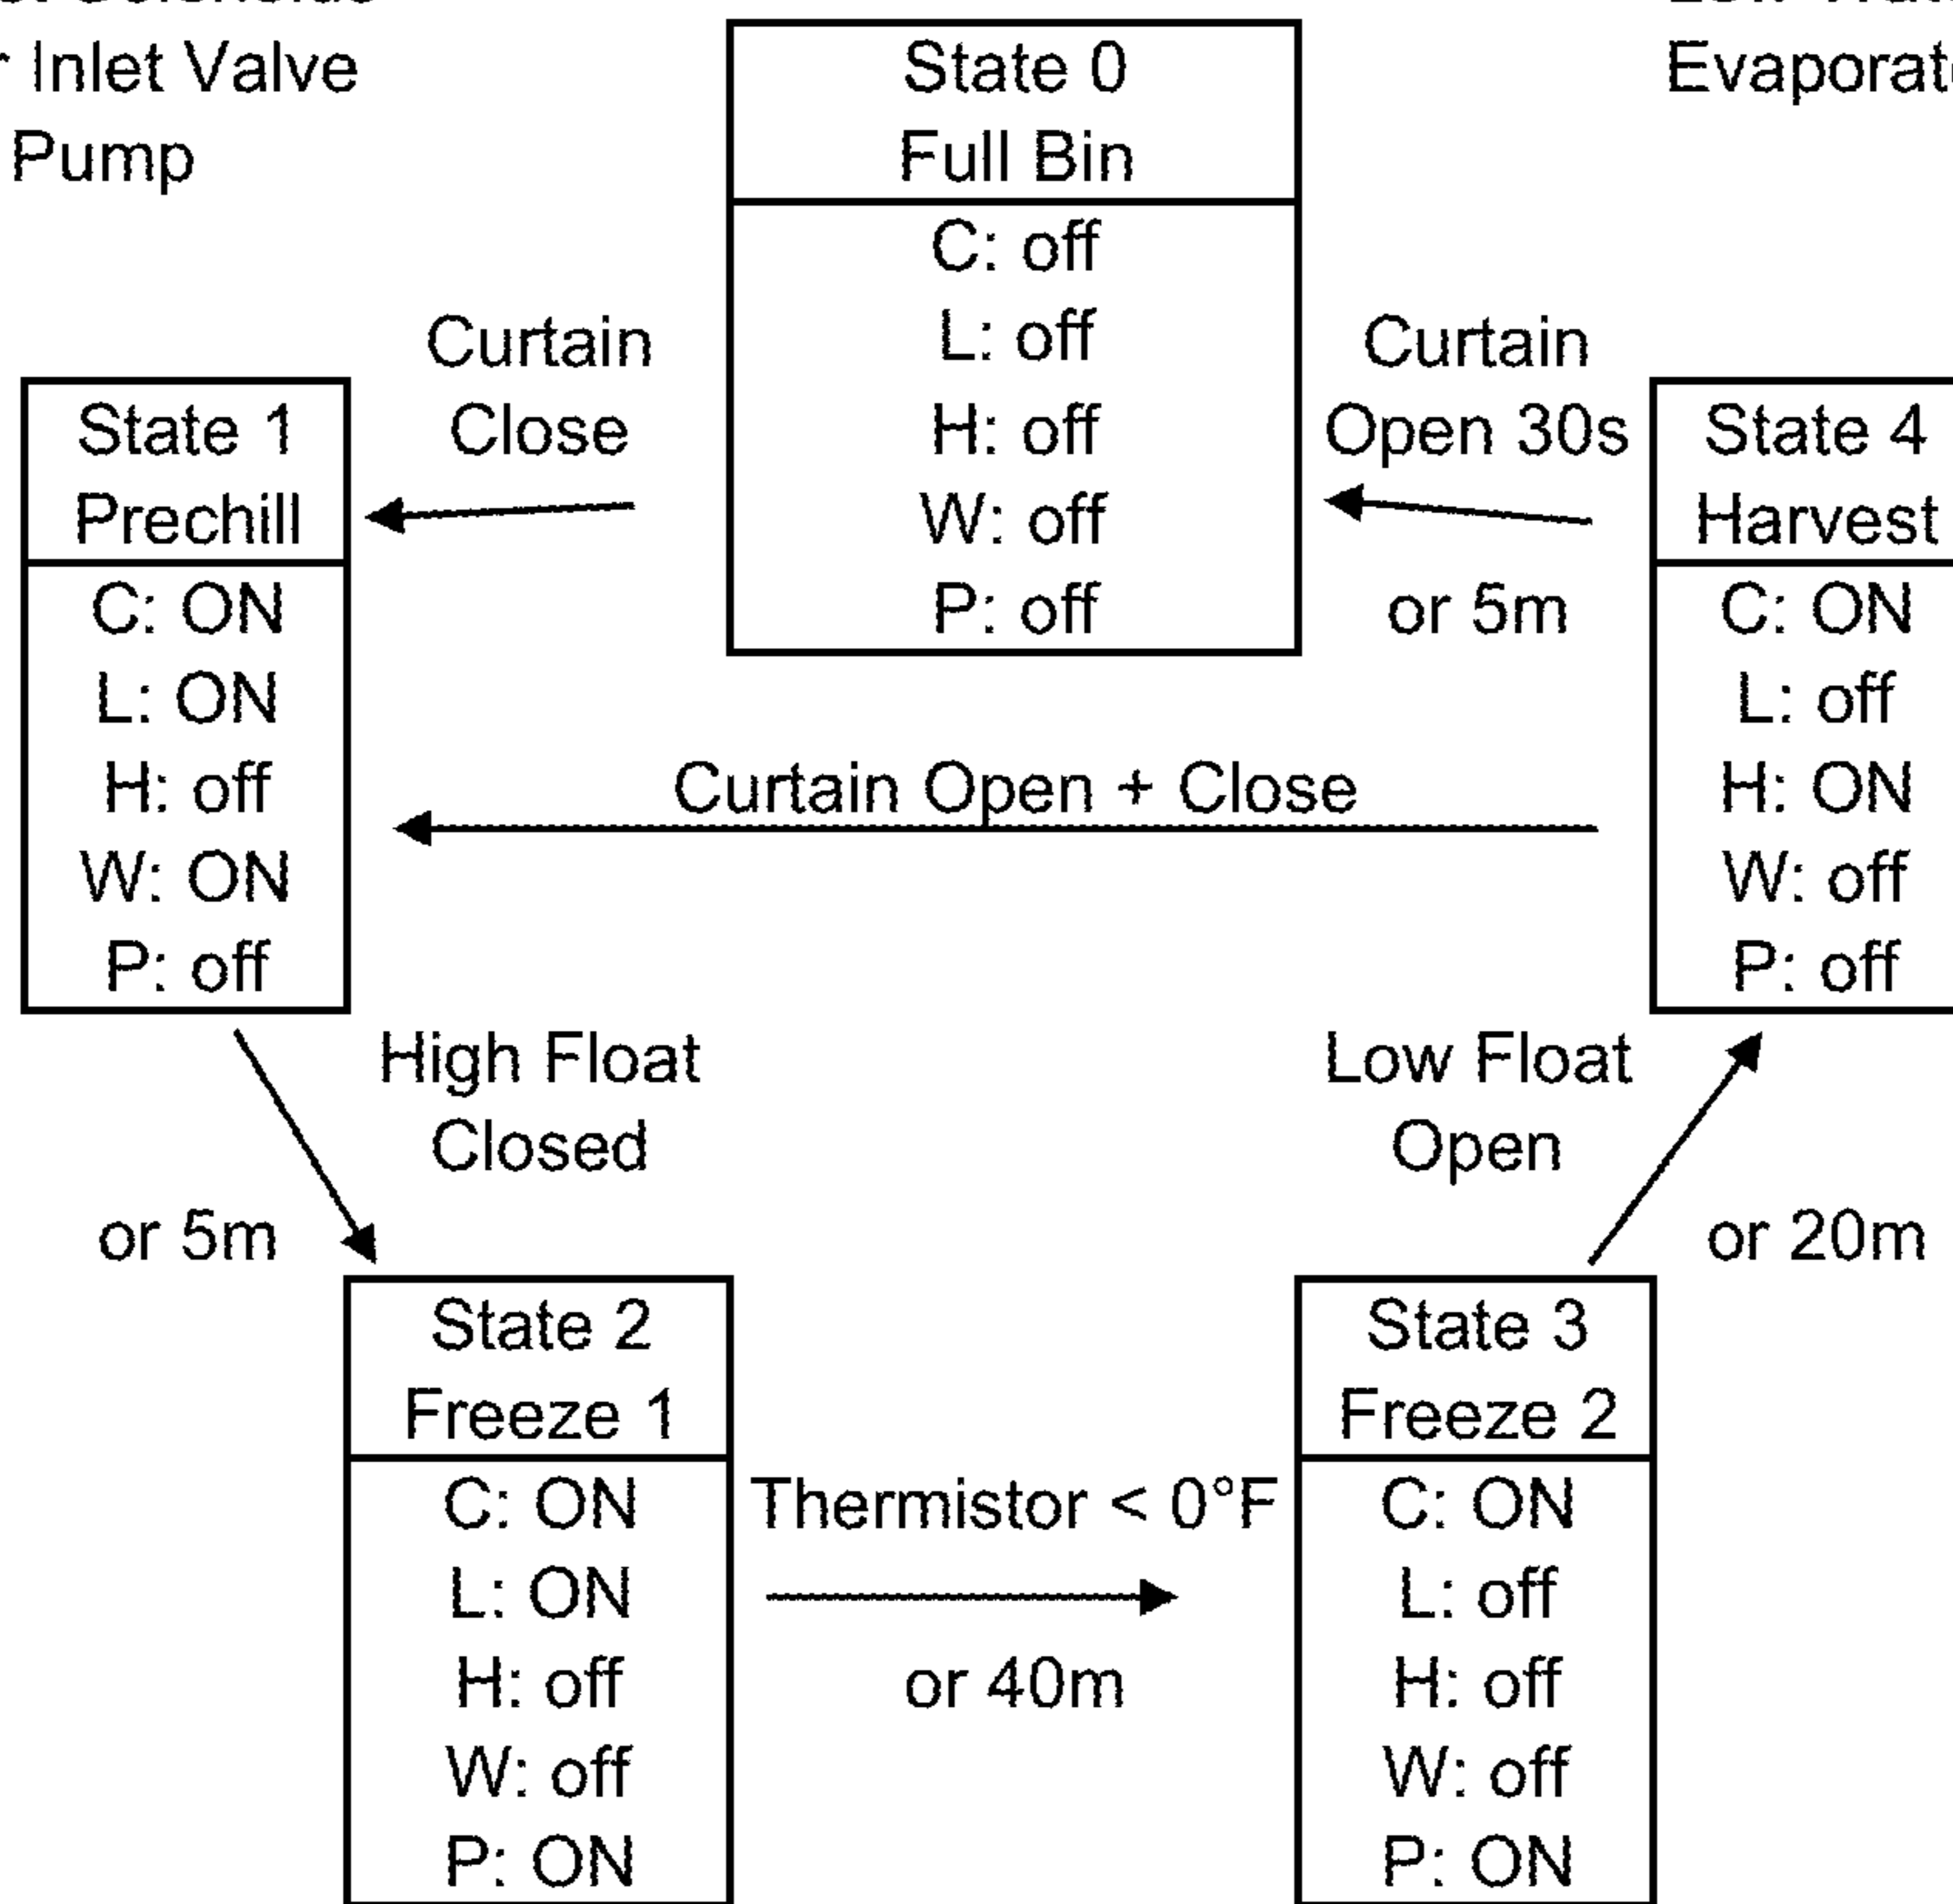 Inlet Valve
Pump
State 0
Full Bin
C: off
L: off
H: off
W: off
P: off
Curtain
Close
Curtain
Open 30s
or 5m
State 1
Prechill
C: ON
L: ON
H: off
W: ON
P: off
State 4
Harvest
C: ON
L: off
H: ON
W: off
P: off
Curtain Open + Close
High Float
Closed
or 5m
Low Float
Open
or 20m
State 2
Freeze 1
C: ON
L: ON
H: off
W: off
P: ON
Thermistor < 0°F
or 40m
State 3
Freeze 2
C: ON
L: off
H: off
W: off
P: ON